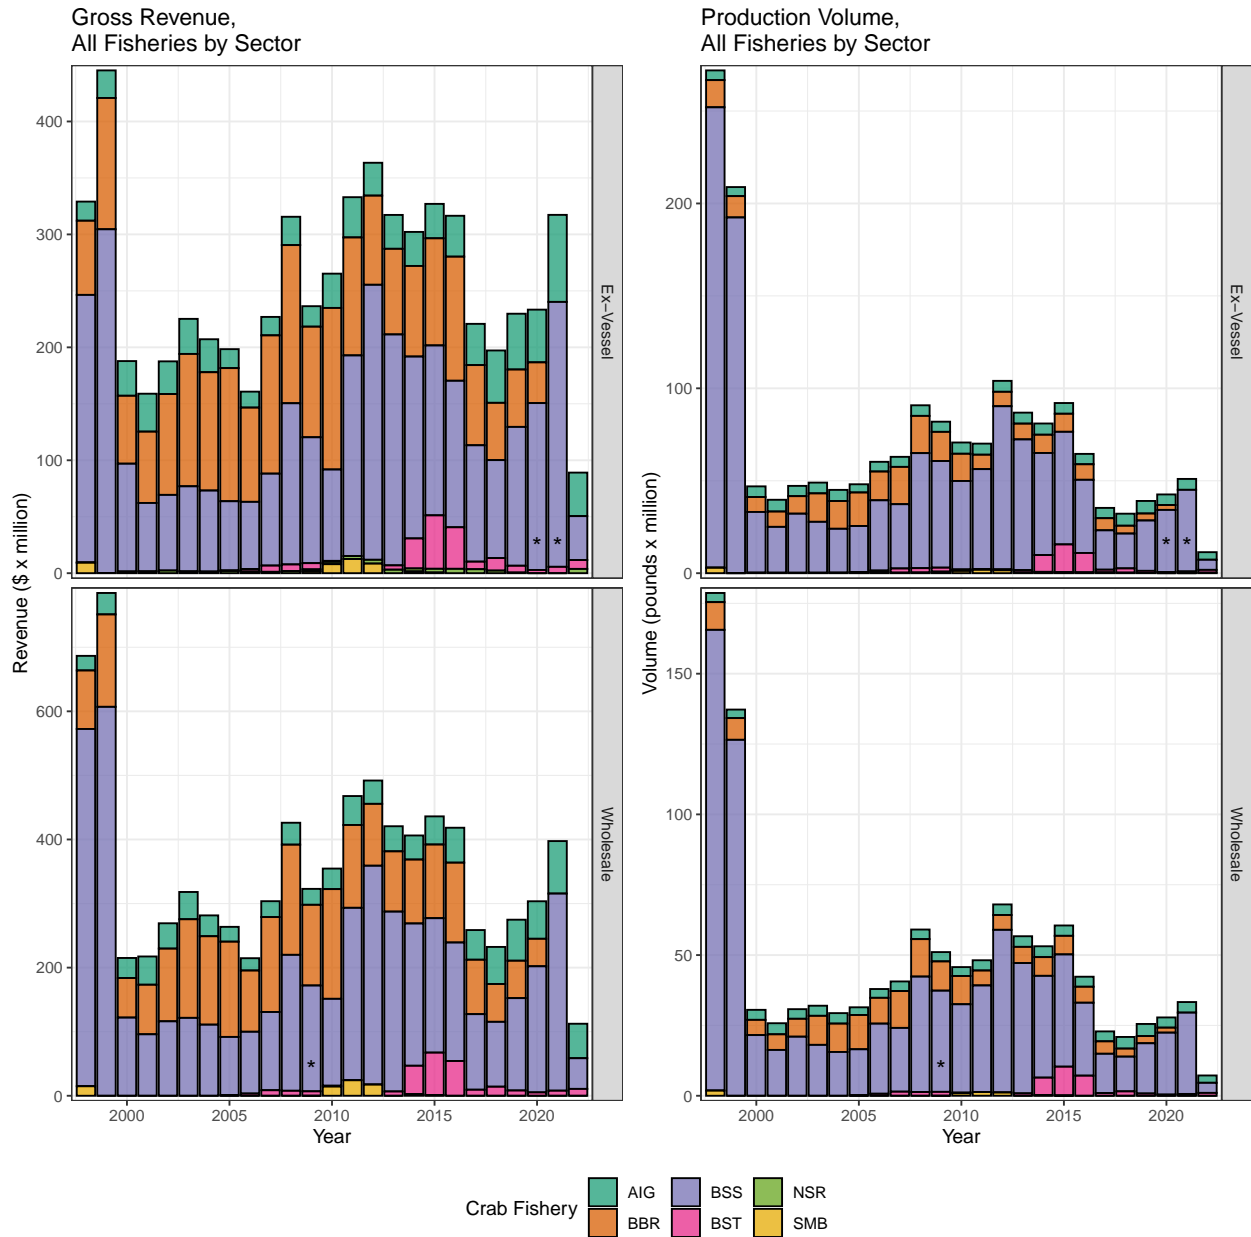 Gross Revenue,
All Fisheries by Sector
Revenue ($ x million)
400
300
200
100
0
* *
Ex−Vessel
600
400
200
0
*
Wholesale
2000 2005 2010 2015 2020
Year
Production Volume,
All Fisheries by Sector
Volume (pounds x million)
200
100
0
* *
Ex−Vessel
150
100
50
0
*
Wholesale
2000 2005 2010 2015 2020
Year
Crab Fishery
AIG BSS NSR
BBR BST SMB